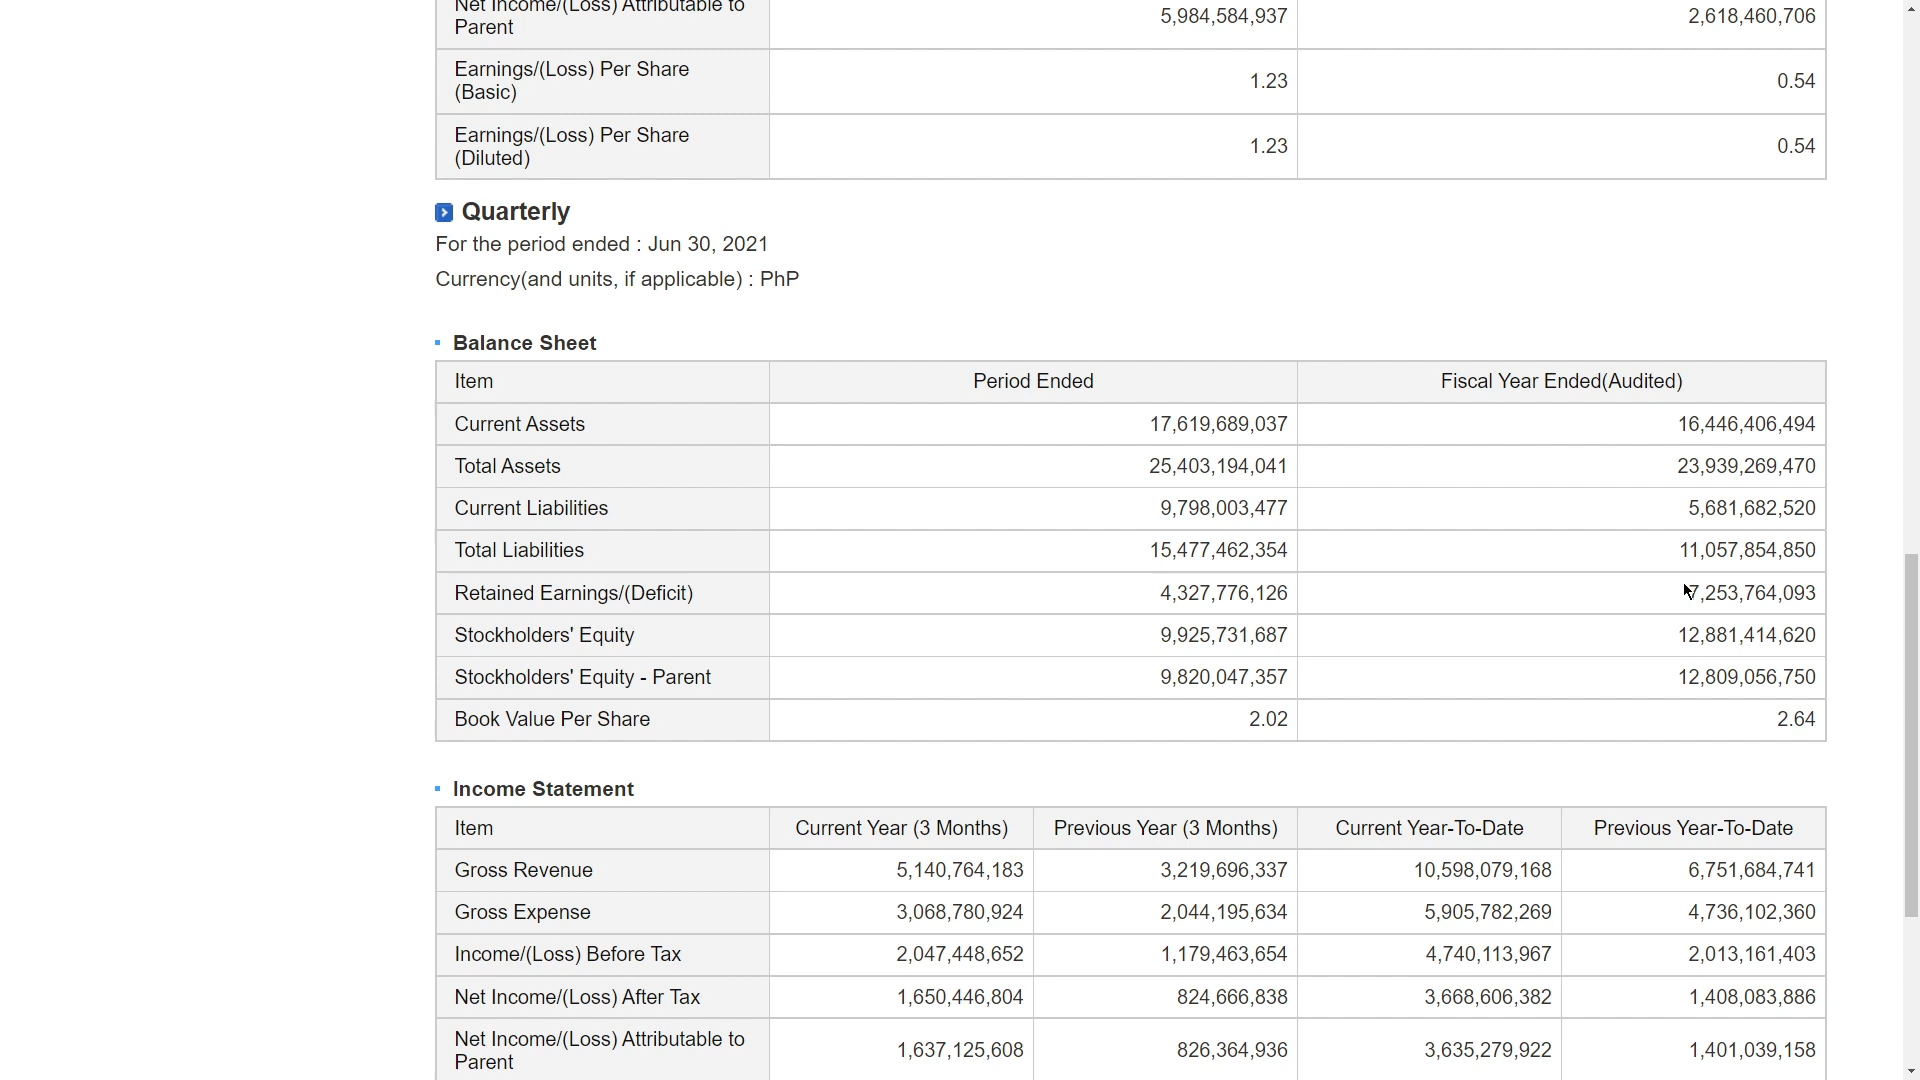 Net Income/(Loss) Attributable to
Parent 5,984,584,937 2,618,460,706
Earnings/(Loss) Per Share
(Basic) 1.23 0.54
Earnings/(Loss) Per Share
(Diluted) 1.23 0.54
Quarterly
For the period ended : Jun 30, 2021
Currency(and units, if applicable) : PhP
Balance Sheet
Item Period Ended Fiscal Year Ended(Audited)
Current Assets 17,619,689,037 16,446,406,494
Total Assets 25,403,194,041 23,939,269,470
Current Liabilities 9,798,003,477 5,681,682,520
Total Liabilities 15,477,462,354 11,057,854,850
Retained Earnings/(Deficit) 4,327,776,126 7,253,764,093
Stockholders' Equity 9,925,731,687 12,881,414,620
Stockholders' Equity - Parent 9,820,047,357 12,809,056,750
Book Value Per Share 2.02 2.64
Income Statement
Item Current Year (3 Months) Previous Year (3 Months) Current Year-To-Date Previous Year-To-Date
Gross Revenue 5,140,764,183 3,219,696,337 10,598,079,168 6,751,684,741
Gross Expense 3,068,780,924 2,044,195,634 5,905,782,269 4,736,102,360
Income/(Loss) Before Tax 2,047,448,652 1,179,463,654 4,740,113,967 2,013,161,403
Net Income/(Loss) After Tax 1,650,446,804 824,666,838 3,668,606,382 1,408,083,886
Net Income/(Loss) Attributable to
Parent 1,637,125,608 826,364,936 3,635,279,922 1,401,039,158